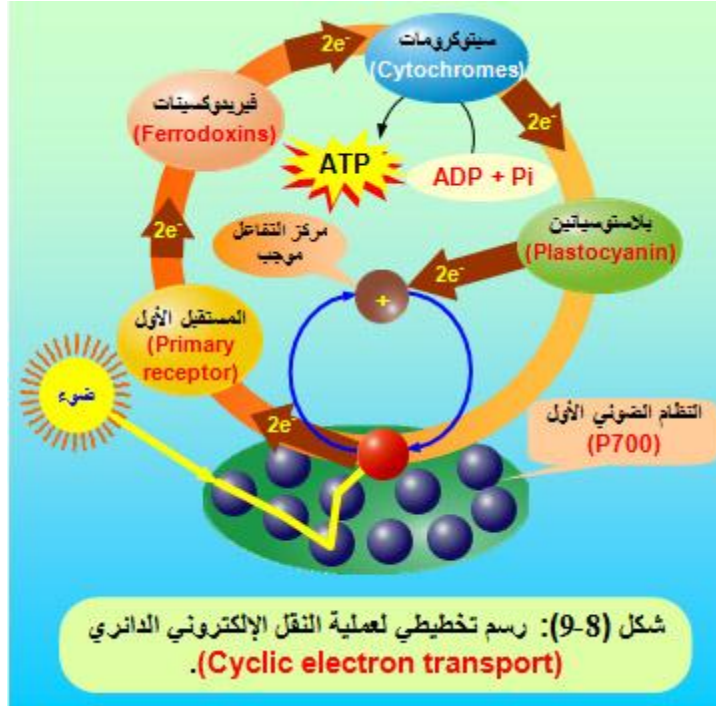 سيتوكرومات
(Cytochromes)
2e-
2e-
فيريدوكسينات
(Ferrodoxins)
ATP
ADP + Pi
2e-
مركز التفاعل
موجب
بلاستوسيانين
(Plastocyanin)
2e-
+
المستقبل الأول
(Primary
receptor)
ضوء
2e-
النظام الضوئي الأول
(P700)
شكل (8-9): رسم تخطيطي لعملية النقل الإلكتروني الدائري
(Cyclic electron transport).